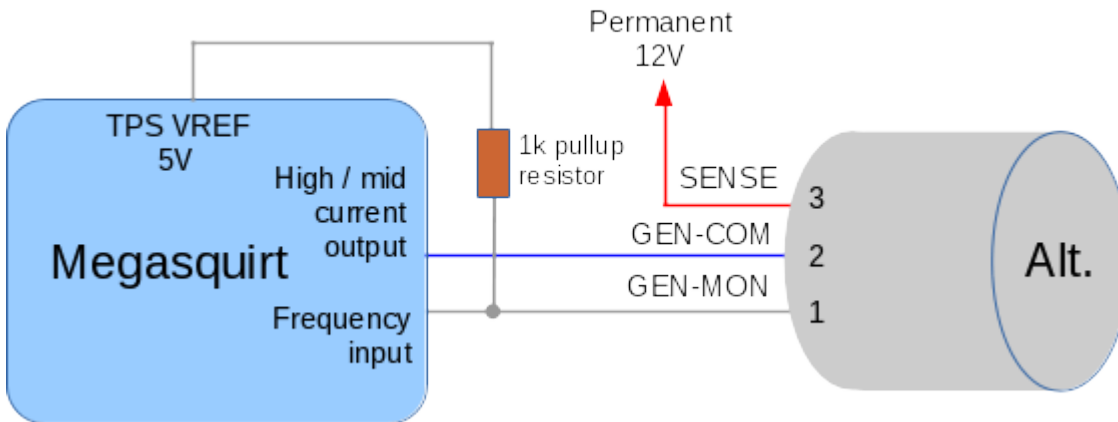 Permanent
12V
TPS VREF
5V
1k pullup
resistor
High / mid
current
output
SENSE
3
GEN-COM
2
Megasquirt
Alt.
GEN-MON
1
Frequency
input